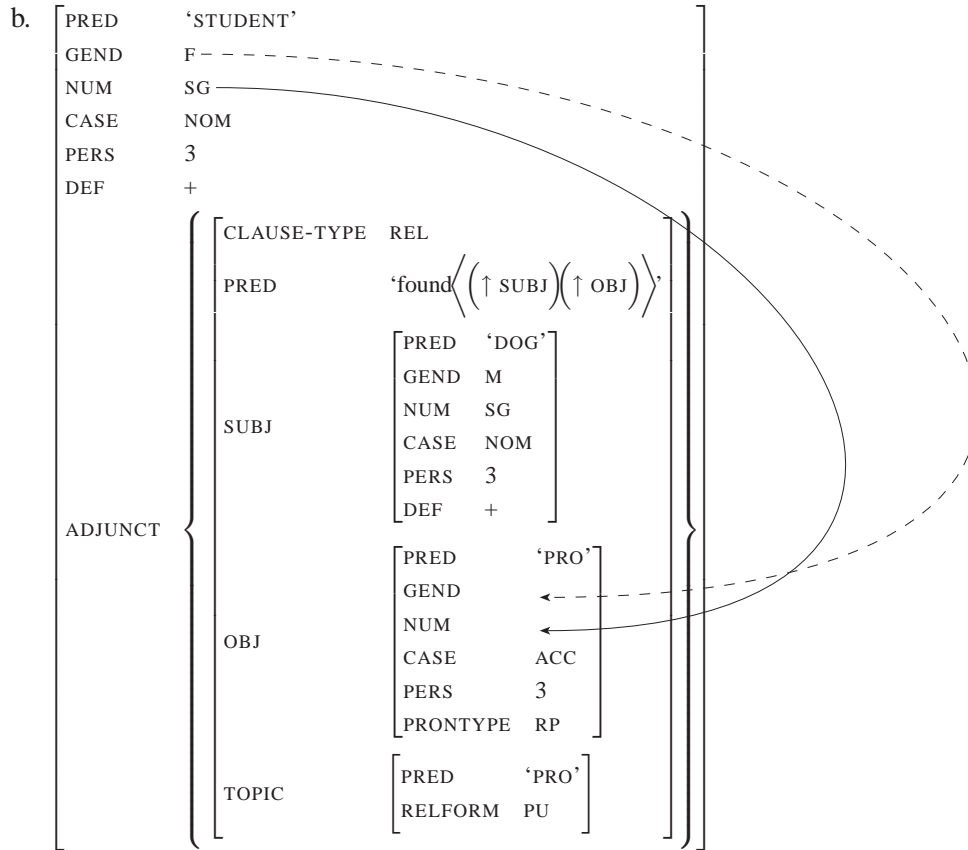 b.
PRED ‘STUDENT’
GEND F
NUM SG
CASE NOM
PERS 3
DEF +
ADJUNCT
CLAUSE-TYPE REL
PRED ‘found⟨(↑ SUBJ)(↑ OBJ)⟩’
SUBJ
PRED ‘DOG’
GEND M
NUM SG
CASE NOM
PERS 3
DEF +
OBJ
PRED ‘PRO’
GEND
NUM
CASE ACC
PERS 3
PRONTYPE RP
TOPIC
PRED ‘PRO’
RELFORM PU